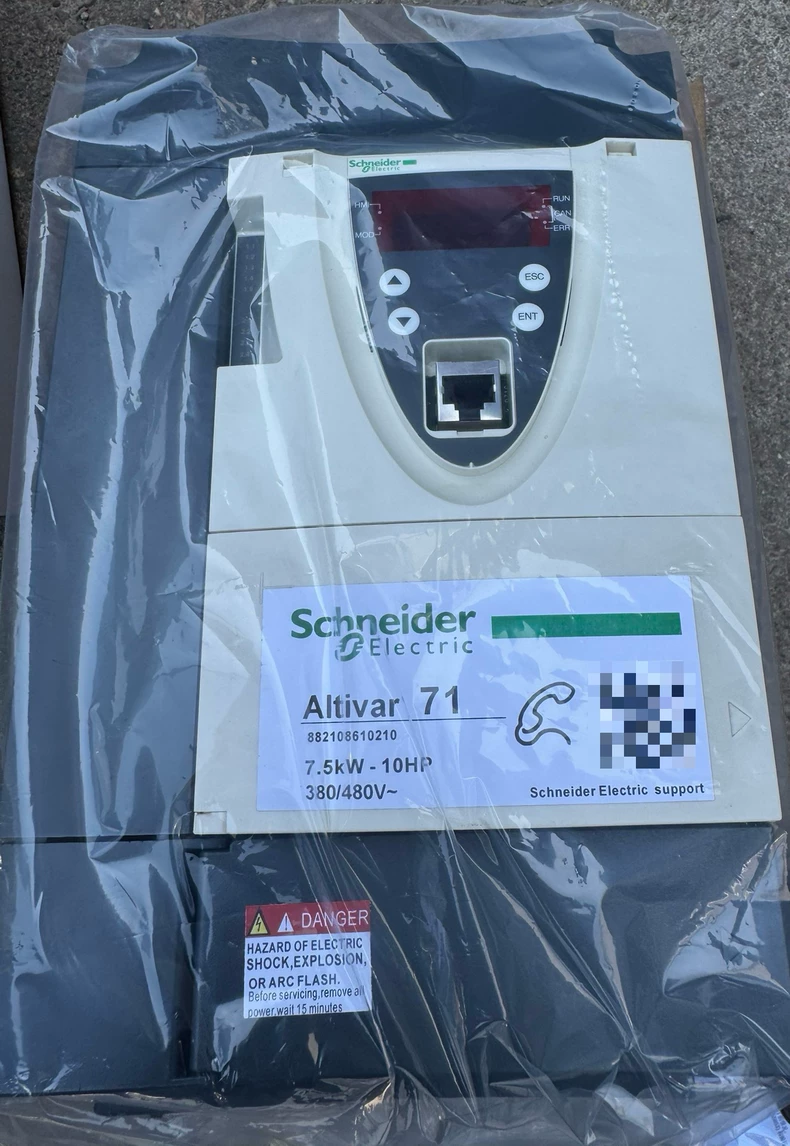 Schneider
Electric
HMI
MOD
RUN
CAN
ERR
ESC
ENT
Schneider
Electric
Altivar 71
882108610210
7.5kW - 10HP
380/480V~
Schneider Electric support
DANGER
HAZARD OF ELECTRIC
SHOCK,EXPLOSION,
OR ARC FLASH.
Before servicing,remove all
power,wait 15 minutes